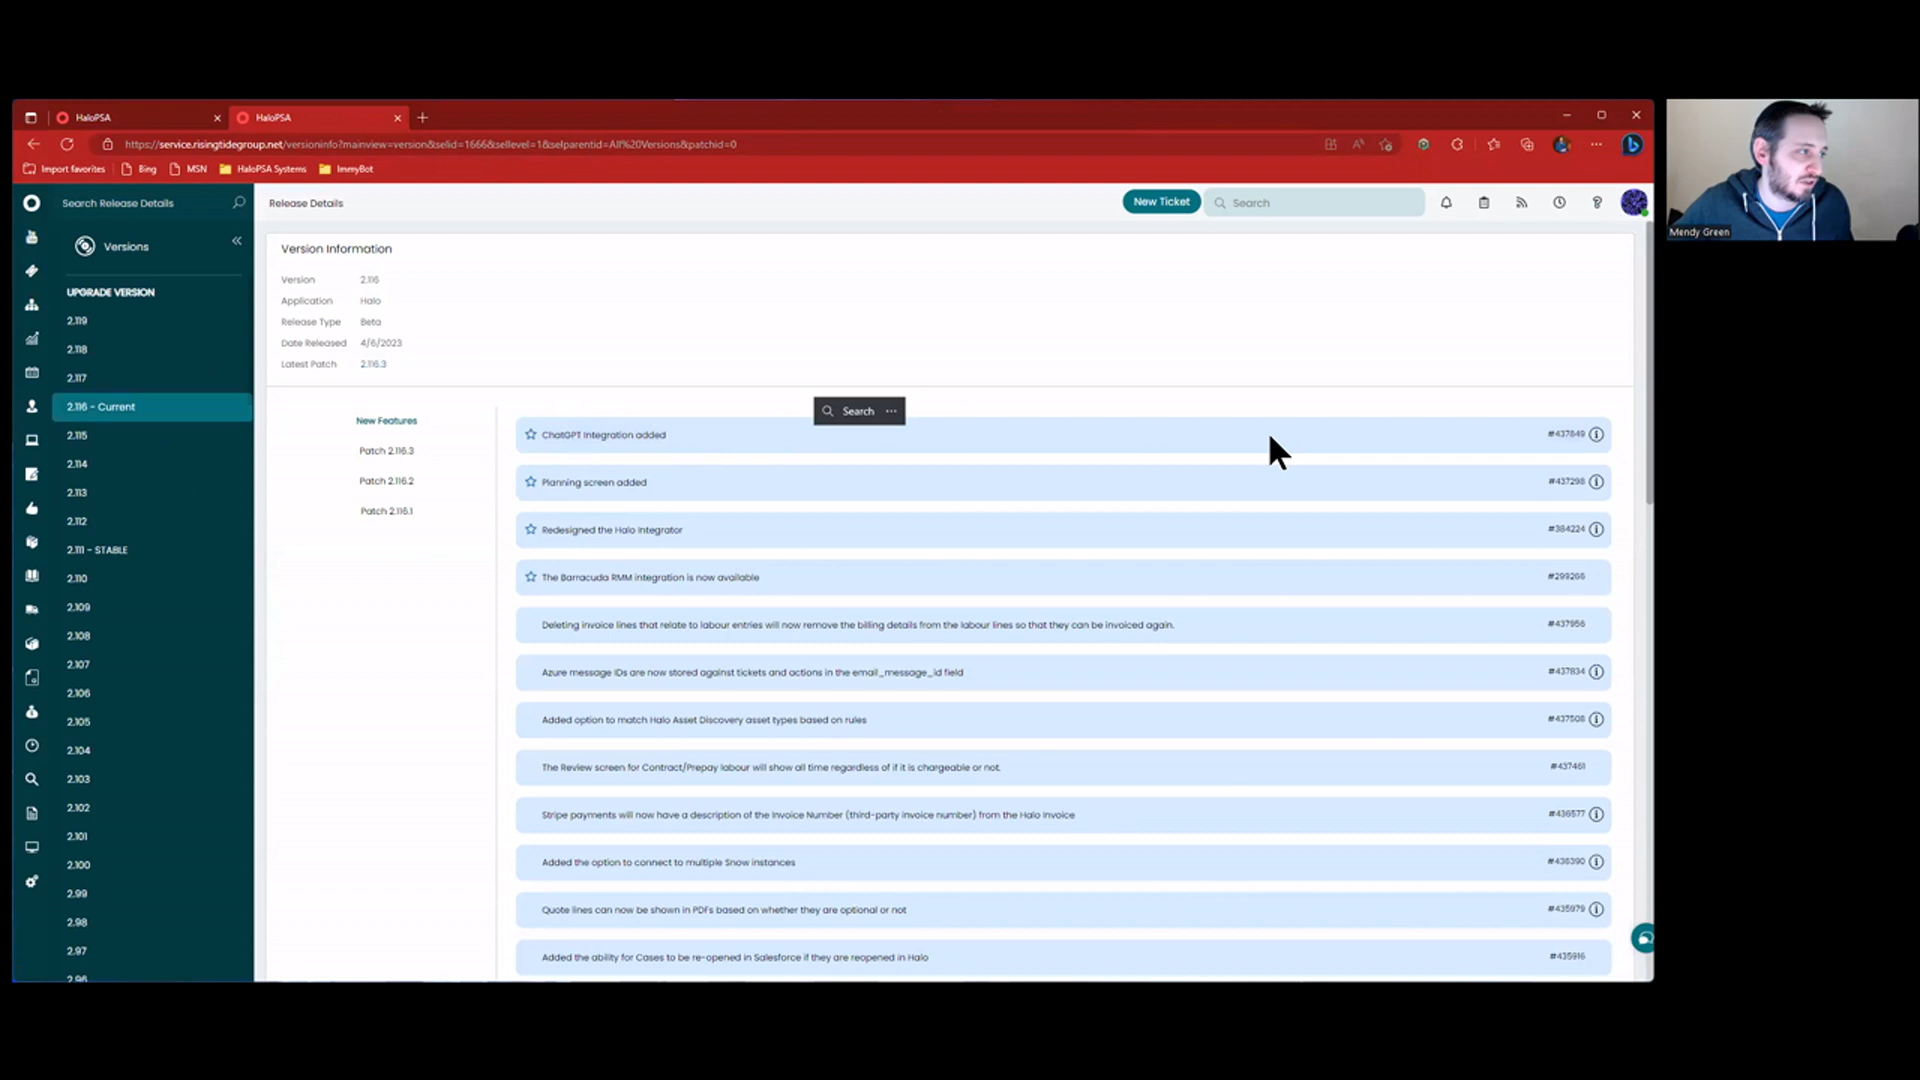 HaloPSA
HaloPSA
https://service.risingtidegroup.net/versioninfo?mainview=version&selid=1666&sellevel=1&selparentid=All%20Versions&patchid=0
Import favorites
Bing
MSN
HaloPSA Systems
ImmyBot
Search Release Details
Release Details
New Ticket
Search
Versions
UPGRADE VERSION
2.119
2.118
2.117
2.116 - Current
2.115
2.114
2.113
2.112
2.111 - STABLE
2.110
2.109
2.108
2.107
2.106
2.105
2.104
2.103
2.102
2.101
2.100
2.99
2.98
2.97
2.96
Version Information
Version 2.116
Application Halo
Release Type Beta
Date Released 4/6/2023
Latest Patch 2.116.3
New Features
Patch 2.116.3
Patch 2.116.2
Patch 2.116.1
Search ...
ChatGPT Integration added #437849
Planning screen added #437298
Redesigned the Halo Integrator #384224
The Barracuda RMM integration is now available #299266
Deleting invoice lines that relate to labour entries will now remove the billing details from the labour lines so that they can be invoiced again. #437956
Azure message IDs are now stored against tickets and actions in the email_message_id field #437834
Added option to match Halo Asset Discovery asset types based on rules #437508
The Review screen for Contract/Prepay labour will show all time regardless of if it is chargeable or not. #437461
Stripe payments will now have a description of the Invoice Number (third-party invoice number) from the Halo Invoice #436577
Added the option to connect to multiple Snow instances #436390
Quote lines can now be shown in PDFs based on whether they are optional or not #435979
Added the ability for Cases to be re-opened in Salesforce if they are reopened in Halo #435916
Mendy Green